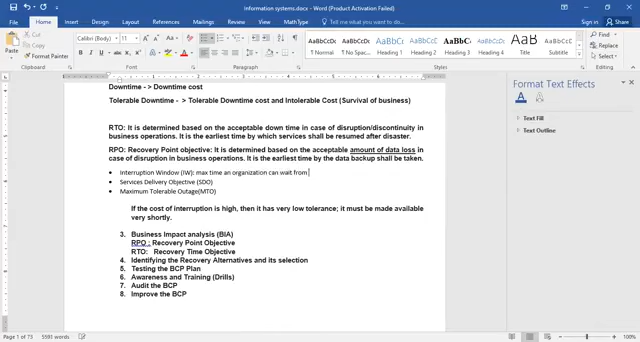 Information systems.docx - Word (Product Activation Failed)
File Home Insert Design Layout References Mailings Review View MathType Tell me what you want to do... Sign in Share
Paste Cut Copy Format Painter
Calibri (Body) 11
AaBbCcDc AaBbCcDc AaBbC AaBbCcC AaBbC AaBbCcD
¶ Normal ¶ No Spac... Heading 1 Heading 2 Heading 3 Heading 4 Title Subtitle
Find Replace Select
Clipboard Font Paragraph Styles Editing
Downtime - > Downtime cost
Tolerable Downtime - > Tolerable Downtime cost and Intolerable Cost (Survival of business)
RTO: It is determined based on the acceptable down time in case of disruption/discontinuity in
business operations. It is the earliest time by which services shall be resumed after disaster.
RPO: Recovery Point objective: It is determined based on the acceptable amount of data loss in
case of disruption in business operations. It is the earliest time by the data backup shall be taken.
• Interruption Window (IW): max time an organization can wait from
• Services Delivery Objective (SDO)
• Maximum Tolerable Outage(MTO)
If the cost of interruption is high, then it has very low tolerance; it must be made available
very shortly.
3. Business Impact analysis (BIA)
RPO : Recovery Point Objective
RTO: Recovery Time Objective
4. Identifying the Recovery Alternatives and its selection
5. Testing the BCP Plan
6. Awareness and Training (Drills)
7. Audit the BCP
8. Improve the BCP
Format Text Effects
Text Fill
Text Outline
Page 1 of 73 5593 words 100%